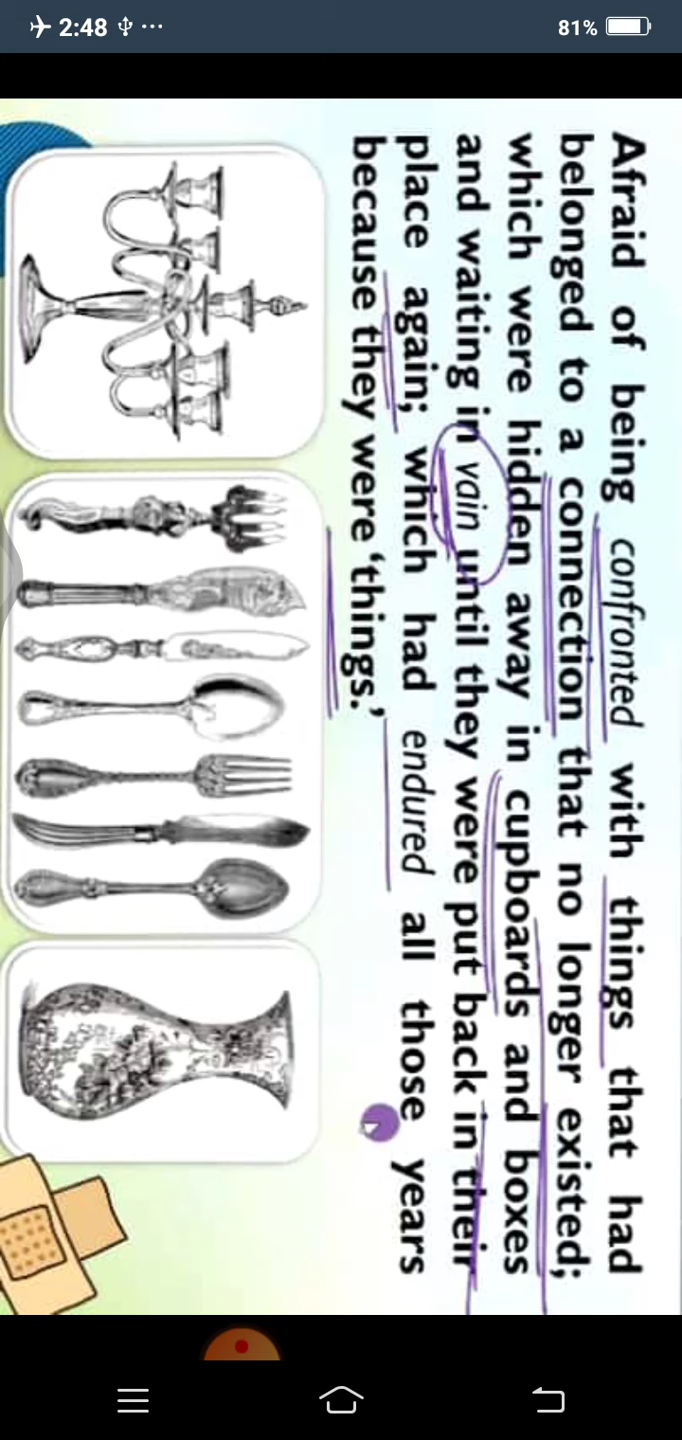 2:48
81%
Afraid of being confronted with things that had
belonged to a connection that no longer existed;
which were hidden away in cupboards and boxes
and waiting in vain until they were put back in their
place again; which had endured all those years
because they were ‘things.’